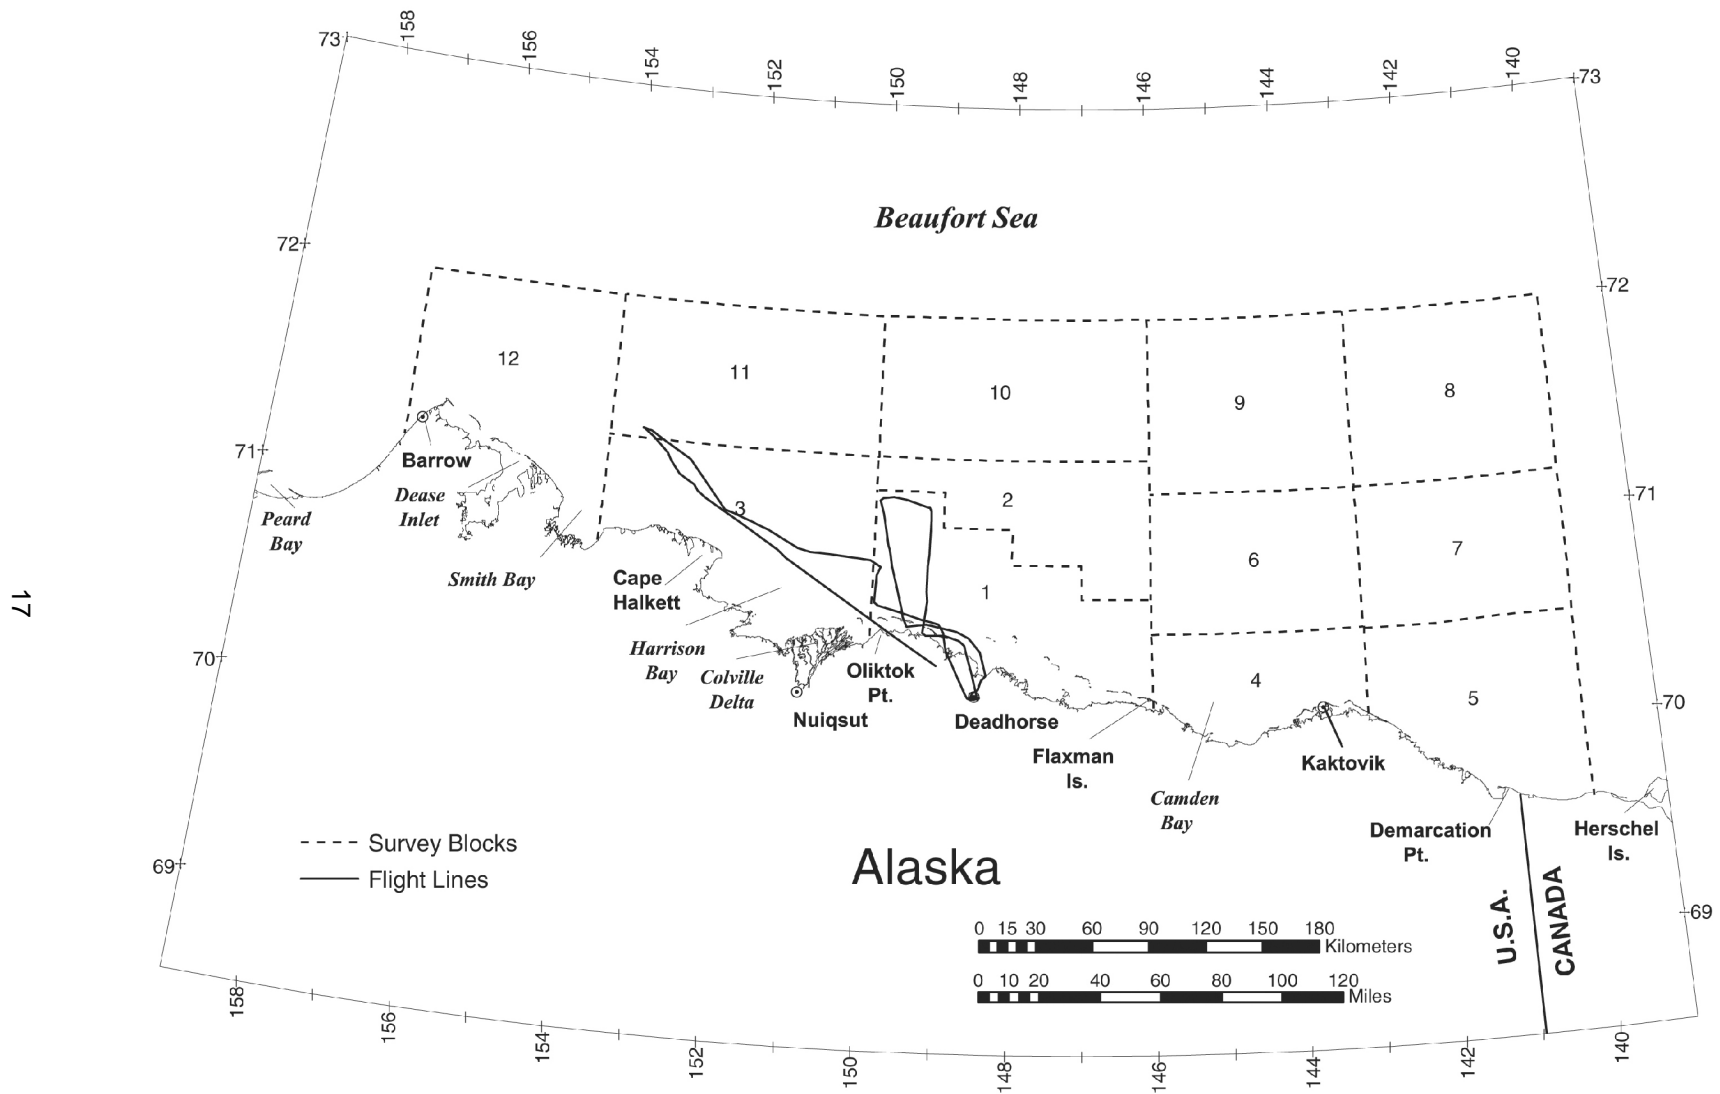 158
156
154
152
150
148
146
144
142
140
73
73
Beaufort Sea
72
72
12
11
10
9
8
Barrow
71
71
Dease
Inlet
3
2
Peard
Bay
Smith Bay
Cape
Halkett
1
6
7
17
Harrison
Bay
70
70
Colville
Delta
Oliktok
Pt.
Nuiqsut
Deadhorse
4
5
Flaxman
Is.
Kaktovik
Camden
Bay
Demarcation
Pt.
Herschel
Is.
Survey Blocks
Flight Lines
69
69
Alaska
U.S.A.
CANADA
0 15 30 60 90 120 150 180
Kilometers
0 10 20 40 60 80 100 120
Miles
158
156
154
152
150
148
146
144
142
140